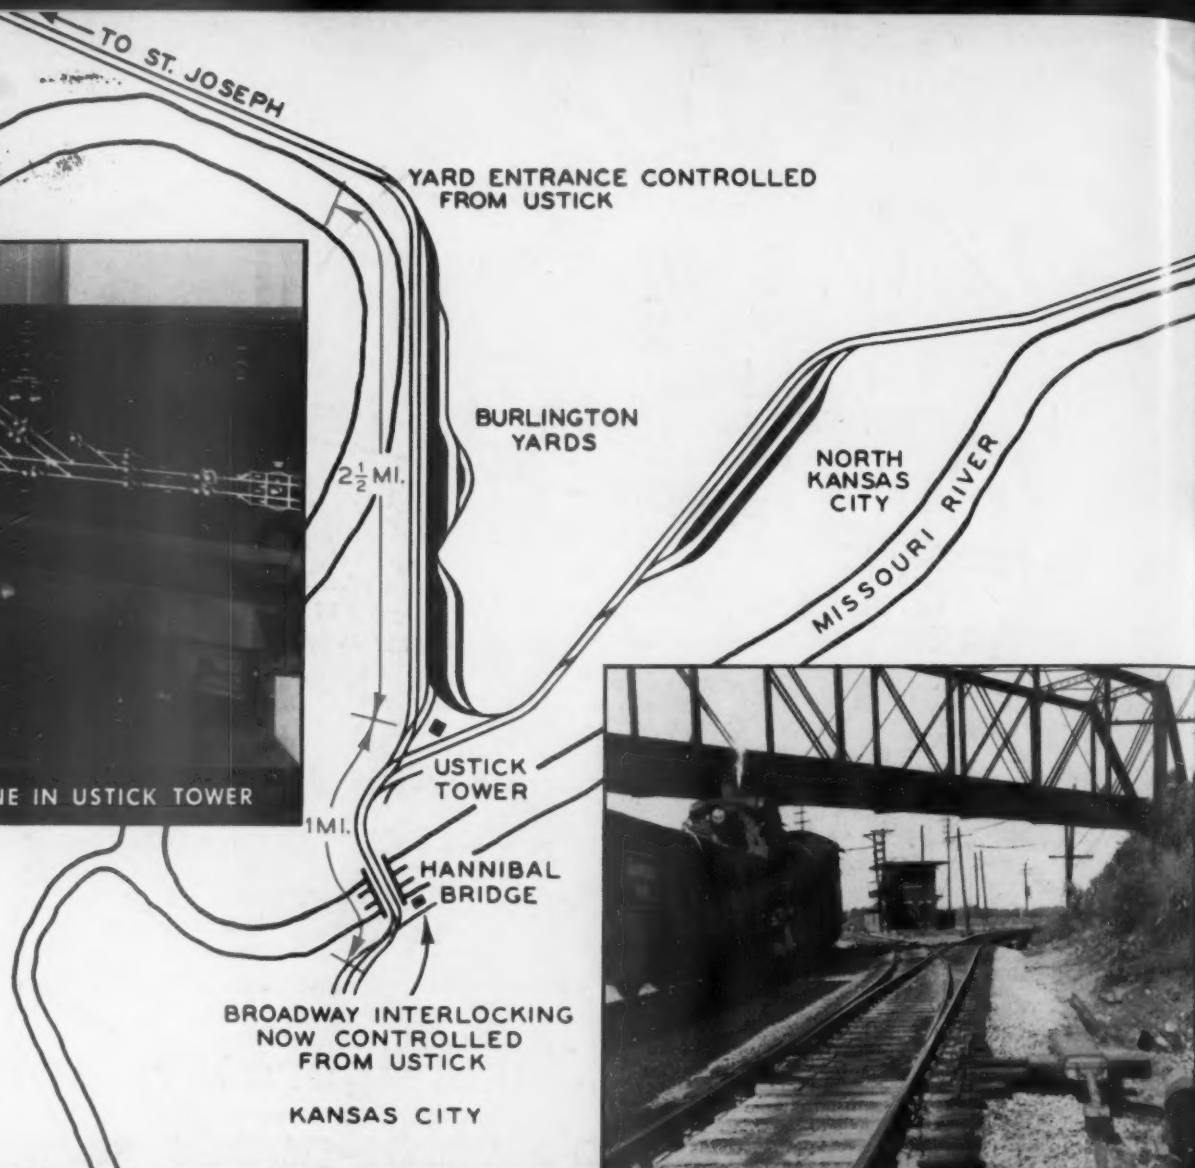 TO ST. JOSEPH
YARD ENTRANCE CONTROLLED
FROM USTICK
BURLINGTON
YARDS
2½ MI.
NORTH
KANSAS
CITY
MISSOURI RIVER
USTICK
TOWER
IN USTICK TOWER
1 MI.
HANNIBAL
BRIDGE
BROADWAY INTERLOCKING
NOW CONTROLLED
FROM USTICK
KANSAS CITY